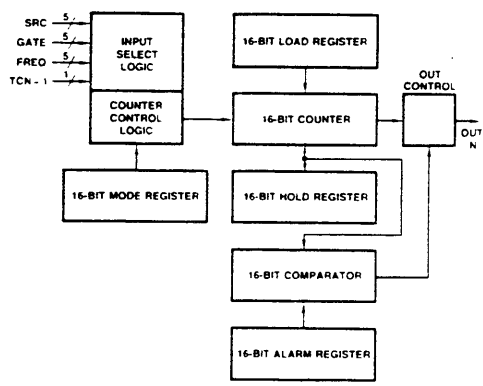 SRC 5
GATE 5
FREQ 5
TCN - 1 1
INPUT
SELECT
LOGIC
COUNTER
CONTROL
LOGIC
16-BIT MODE REGISTER
16-BIT LOAD REGISTER
16-BIT COUNTER
OUT
CONTROL
OUT
N
16-BIT HOLD REGISTER
16-BIT COMPARATOR
16-BIT ALARM REGISTER